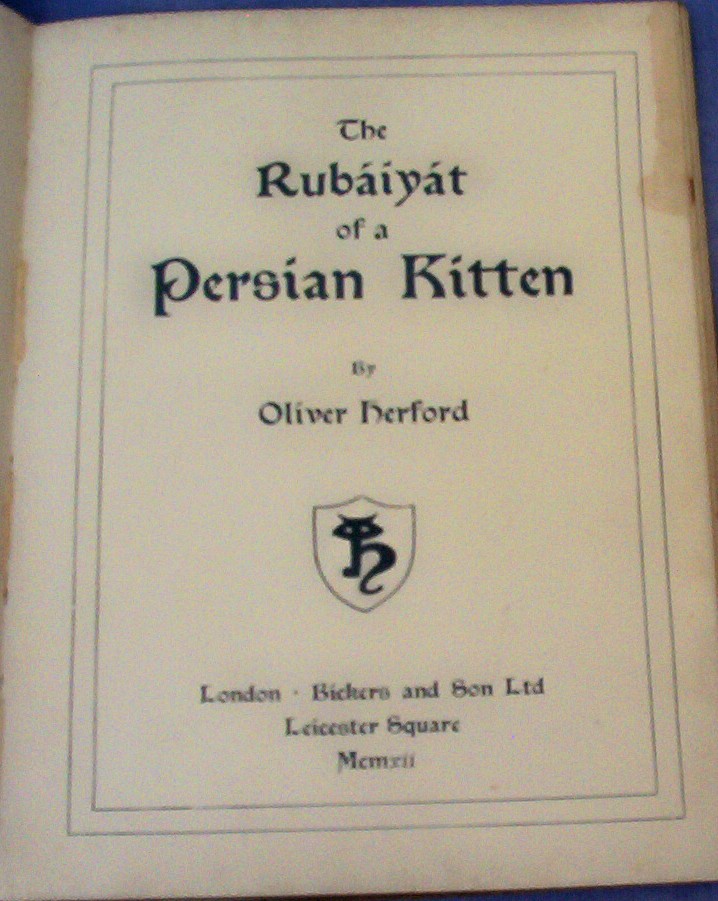 The
Rubáiyát
of a
Persian Kitten
By
Oliver Herford
London · Bickers and Son Ltd
Leicester Square
Mcmxii